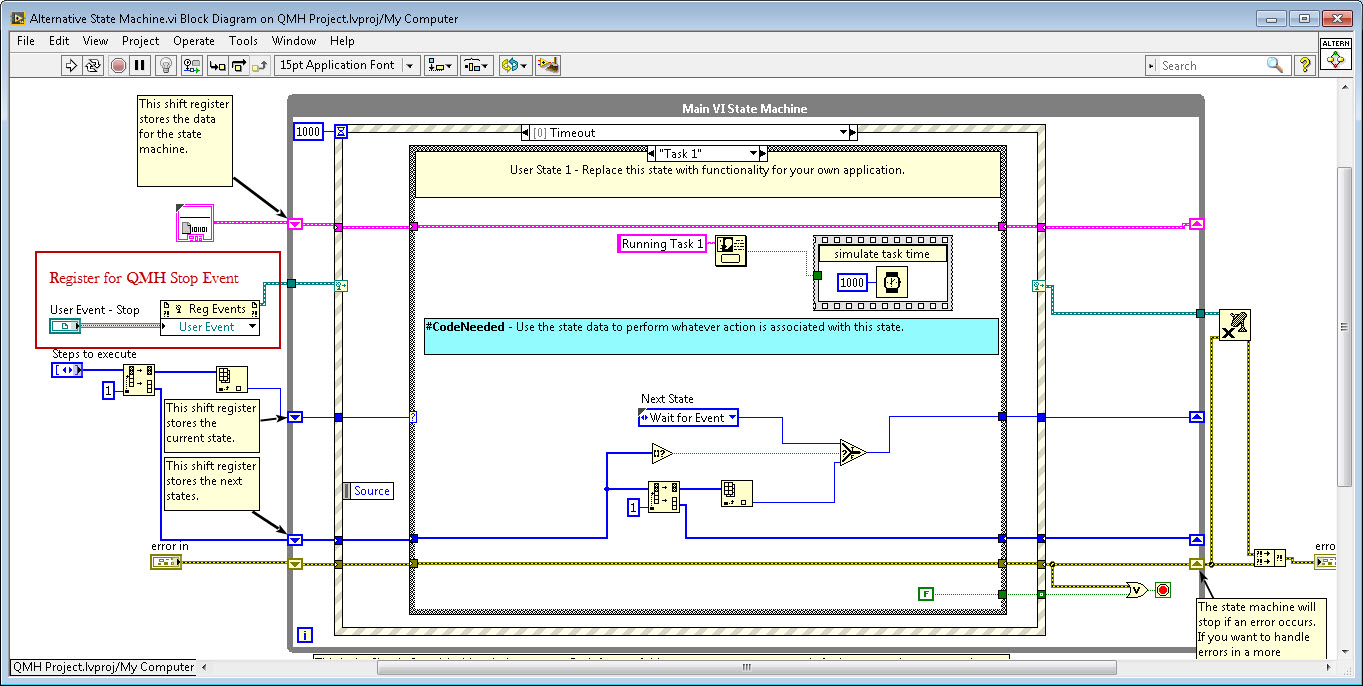 Alternative State Machine.vi Block Diagram on QMH Project.lvproj/My Computer
File Edit View Project Operate Tools Window Help
15pt Application Font
Search
ALTERN
This shift register
stores the data
for the state
machine.
Main VI State Machine
1000
[0] Timeout
"Task 1"
User State 1 - Replace this state with functionality for your own application.
Running Task 1
simulate task time
1000
Register for QMH Stop Event
User Event - Stop
Reg Events
User Event
#CodeNeeded - Use the state data to perform whatever action is associated with this state.
Steps to execute
1
This shift register
stores the
current state.
This shift register
stores the next
states.
Next State
Wait for Event
1
Source
error in
erro
F
V
i
The state machine will
stop if an error occurs.
If you want to handle
errors in a more
QMH Project.lvproj/My Computer